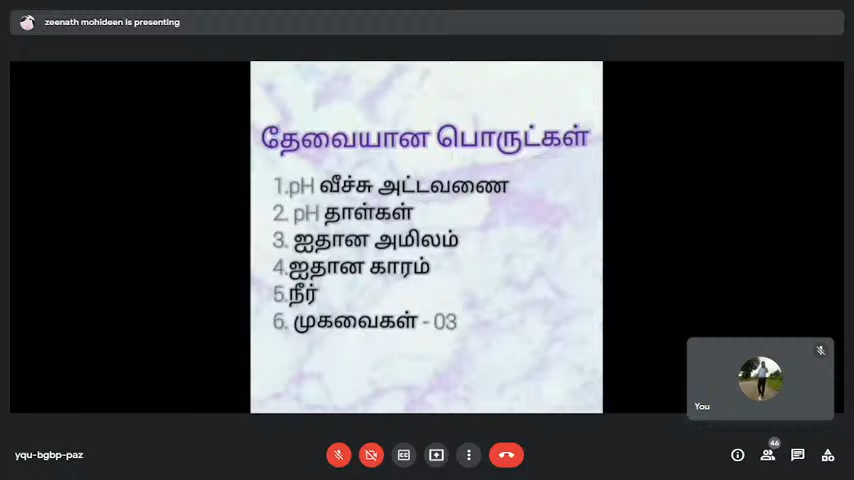 zeenath mohideen is presenting
தேவையான பொருட்கள்
1.pH வீச்சு அட்டவணை
2. pH தாள்கள்
3. ஐதான அமிலம்
4.ஐதான காரம்
5.நீர்
6. முகவைகள் - 03
You
yqu-bgbp-paz
46